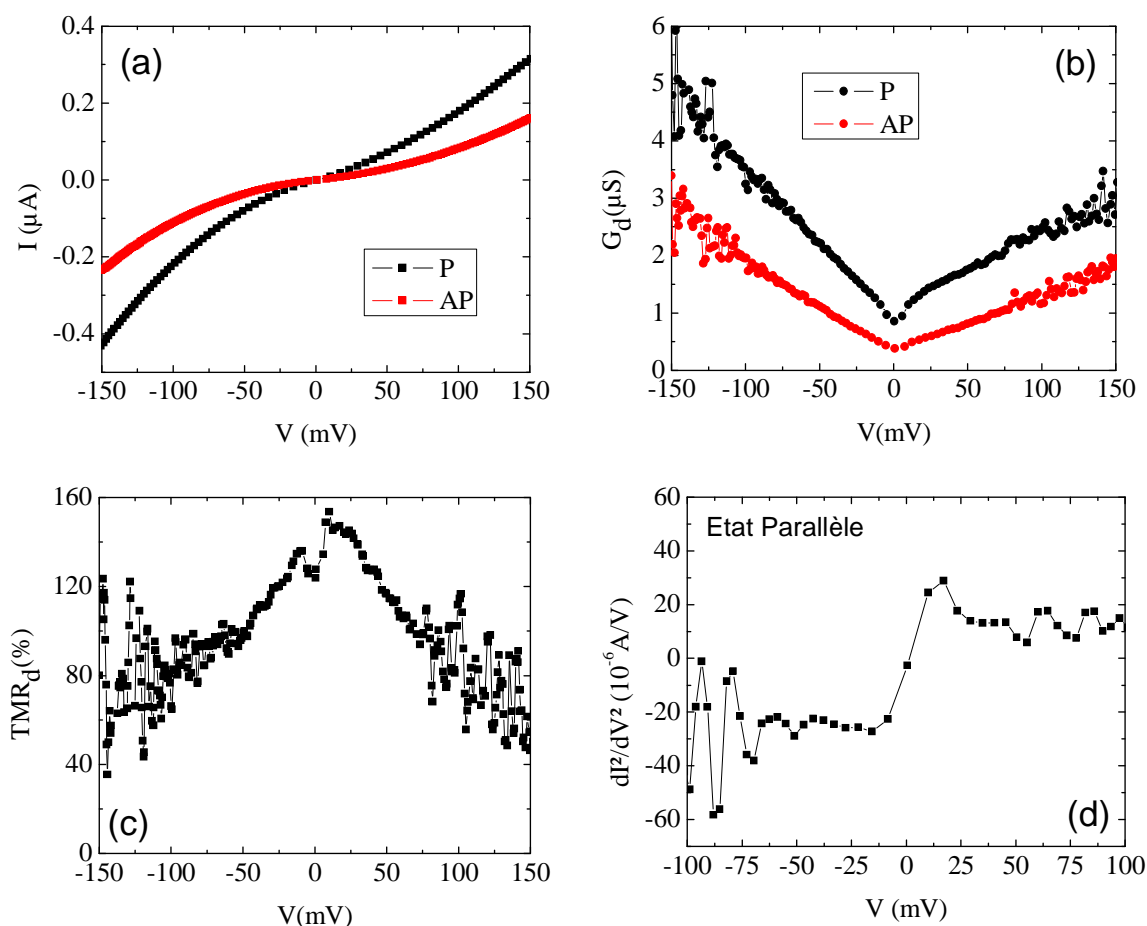 (a)
0.4
0.2
0.0
-0.2
-0.4
I (µA)
P
AP
-150 -100 -50 0 50 100 150
V (mV)
(b)
6
5
4
3
2
1
0
G_d(µS)
P
AP
-150 -100 -50 0 50 100 150
V(mV)
160
120
80
40
0
TMR_d(%)
(c)
-150 -100 -50 0 50 100 150
V(mV)
Etat Parallèle
60
40
20
0
-20
-40
-60
dI²/dV² (10⁻⁶A/V)
(d)
-100 -75 -50 -25 0 25 50 75 100
V (mV)